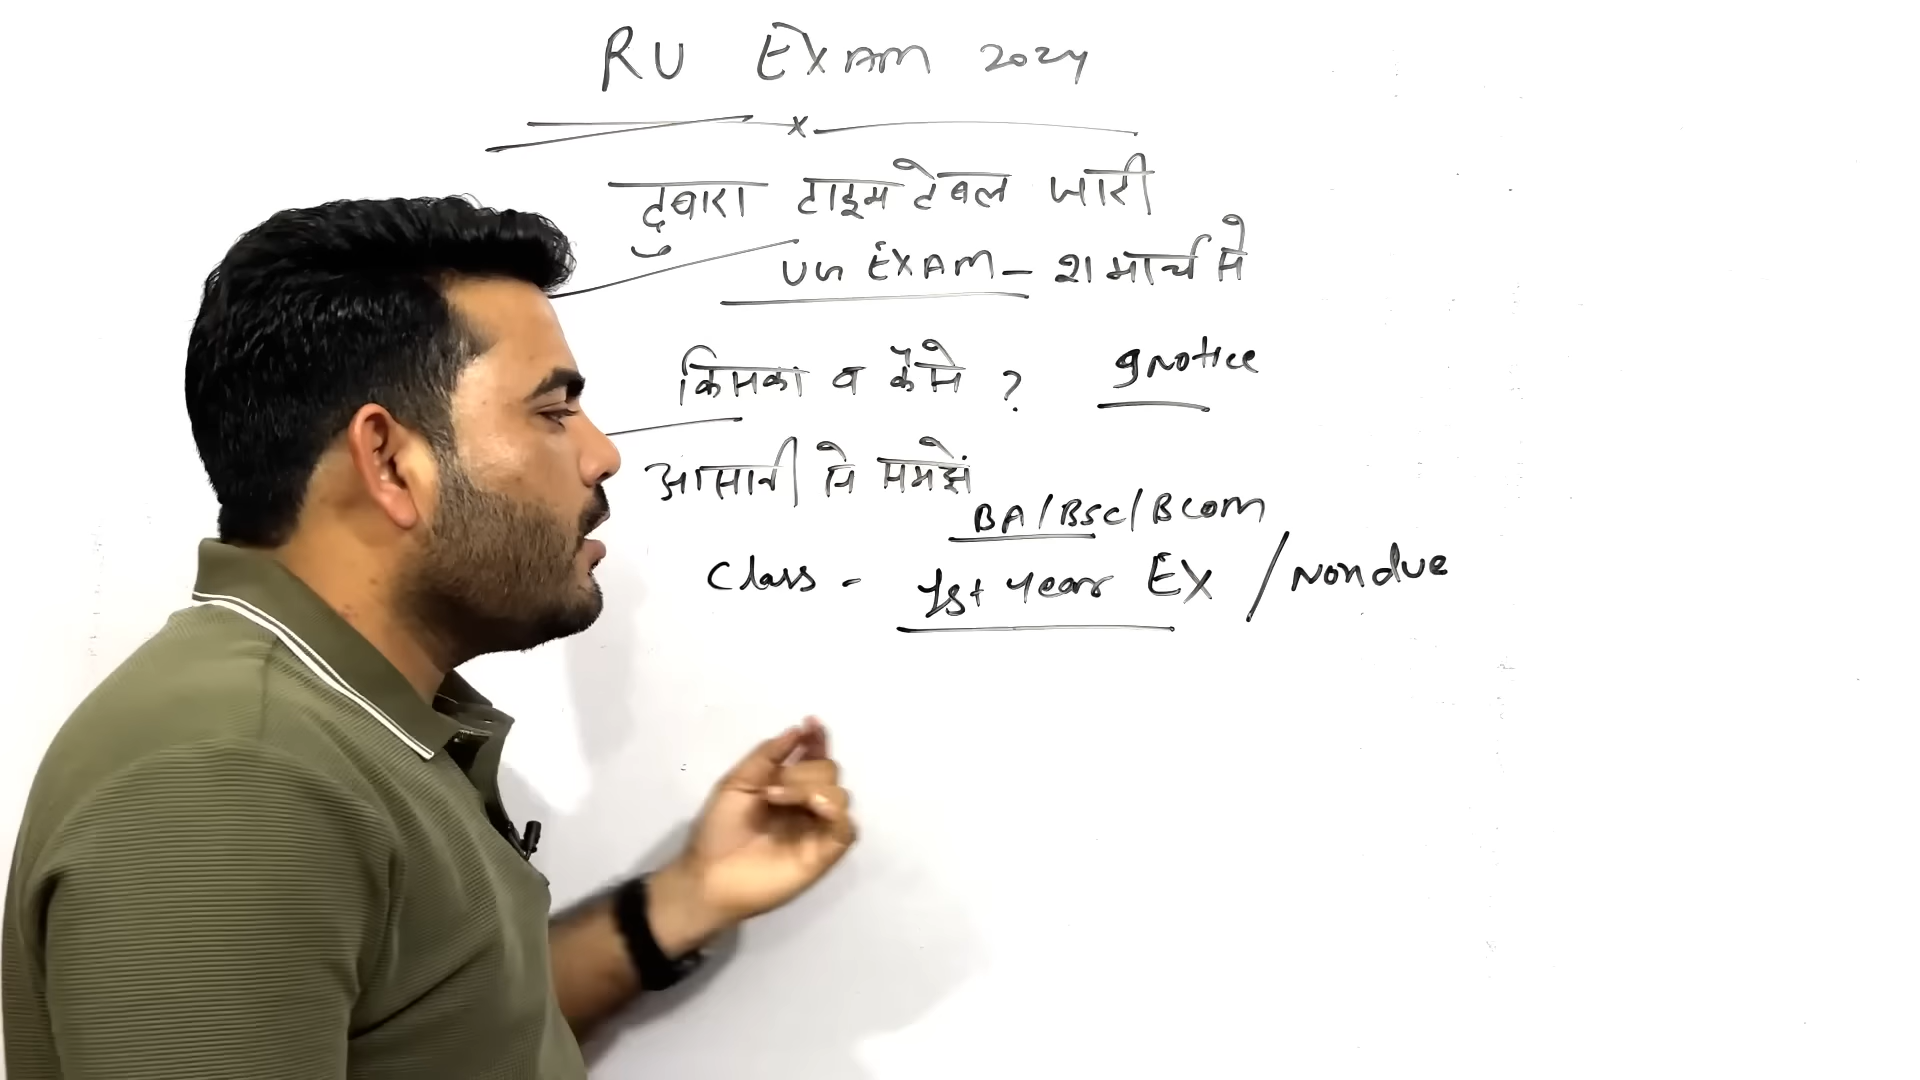 RU EXAM 2024
दुबारा टाइम टेबल जारी
UG EXAM - 21 मार्च से
किसका व कैसे ? 9 notice
आसानी से समझें
BA/BSC/BCOM
Class - 1st year EX / Non due